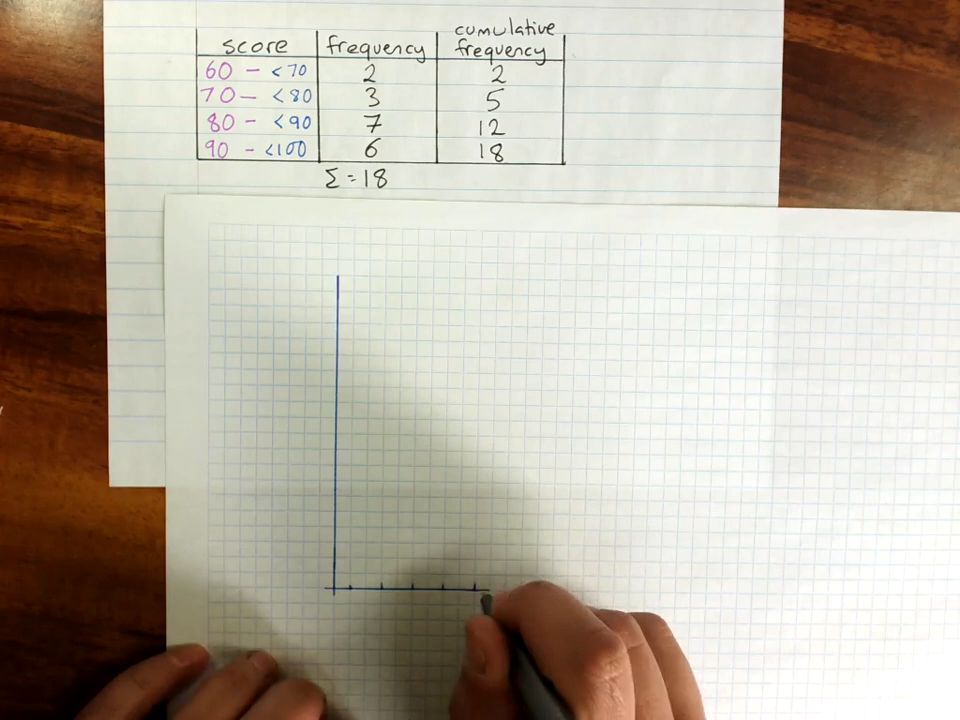 score frequency cumulative frequency
60 - <70 2 2
70 - <80 3 5
80 - <90 7 12
90 - <100 6 18
Σ = 18